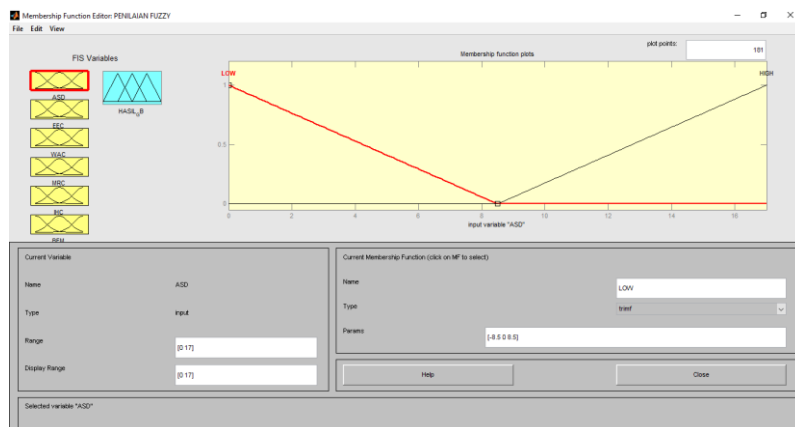 Membership Function Editor: PENILAIAN FUZZY
File Edit View
FIS Variables
ASD
EEC
WAC
MRC
IHC
HASIL_GB
Membership function plots
plot points:
181
LOW
HIGH
1
0.5
0
0 2 4 6 8 10 12 14 16
input variable "ASD"
Current Variable
Name ASD
Type input
Range [0 17]
Display Range [0 17]
Current Membership Function (click on MF to select)
Name LOW
Type trimf
Params [-8.5 0 8.5]
Help
Close
Selected variable "ASD"